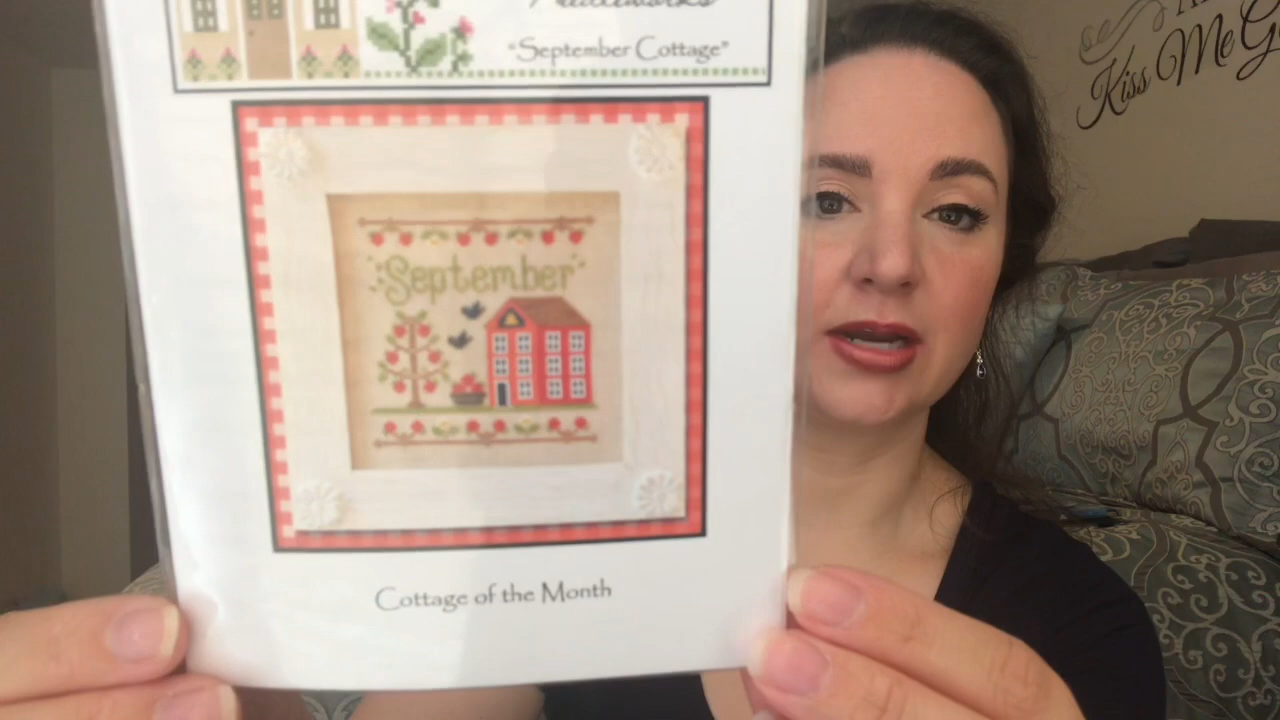 "September Cottage"
September
Cottage of the Month
Kiss Me G